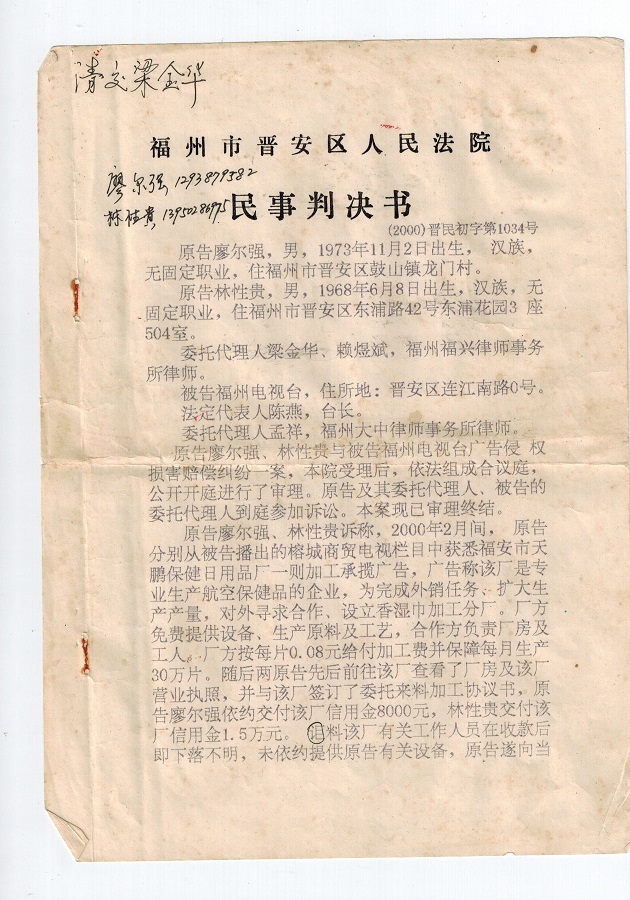 请交梁金华
福州市晋安区人民法院
廖尔强 1293879582
林性贵 13950286975
民事判决书
(2000)晋民初字第1034号
原告廖尔强，男，1973年11月2日出生， 汉族，
无固定职业，住福州市晋安区鼓山镇龙门村。
原告林性贵，男，1968年6月8日出生，汉族，无
固定职业，住福州市晋安区东浦路42号东浦花园3 座
504室。
委托代理人梁金华、赖煜斌，福州福兴律师事务
所律师。
被告福州电视台，住所地：晋安区连江南路0号。
法定代表人陈燕，台长。
委托代理人孟祥，福州大中律师事务所律师。
原告廖尔强、林性贵与被告福州电视台广告侵 权
损害赔偿纠纷一案，本院受理后，依法组成合议庭，
公开开庭进行了审理。原告及其委托代理人、被告的
委托代理人到庭参加诉讼。本案现已审理终结。
原告廖尔强、林性贵诉称，2000年2月间， 原告
分别从被告播出的榕城商贸电视栏目中获悉福安市天
鹏保健日用品厂一则加工承揽广告，广告称该厂是专
业生产航空保健品的企业，为完成外销任务、扩大生
产产量，对外寻求合作、设立香湿巾加工分厂。厂方
免费提供设备、生产原料及工艺，合作方负责厂房及
工人。厂方按每片0.08元给付加工费并保障每月生产
30万片。随后两原告先后前往该厂查看了厂房及该厂
营业执照，并与该厂签订了委托来料加工协议书，原
告廖尔强依约交付该厂信用金8000元，林性贵交付该
厂信用金1.5万元。 讵料该厂有关工作人员在收款后
即下落不明，未依约提供原告有关设备，原告遂向当